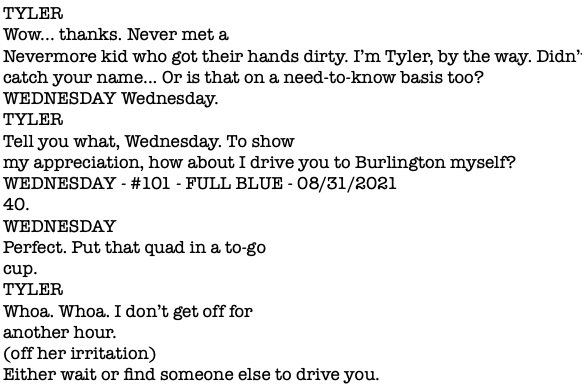 TYLER
Wow... thanks. Never met a
Nevermore kid who got their hands dirty. I'm Tyler, by the way. Didn't
catch your name... Or is that on a need-to-know basis too?
WEDNESDAY Wednesday.
TYLER
Tell you what, Wednesday. To show
my appreciation, how about I drive you to Burlington myself?
WEDNESDAY - #101 - FULL BLUE - 08/31/2021
40.
WEDNESDAY
Perfect. Put that quad in a to-go
cup.
TYLER
Whoa. Whoa. I don't get off for
another hour.
(off her irritation)
Either wait or find someone else to drive you.